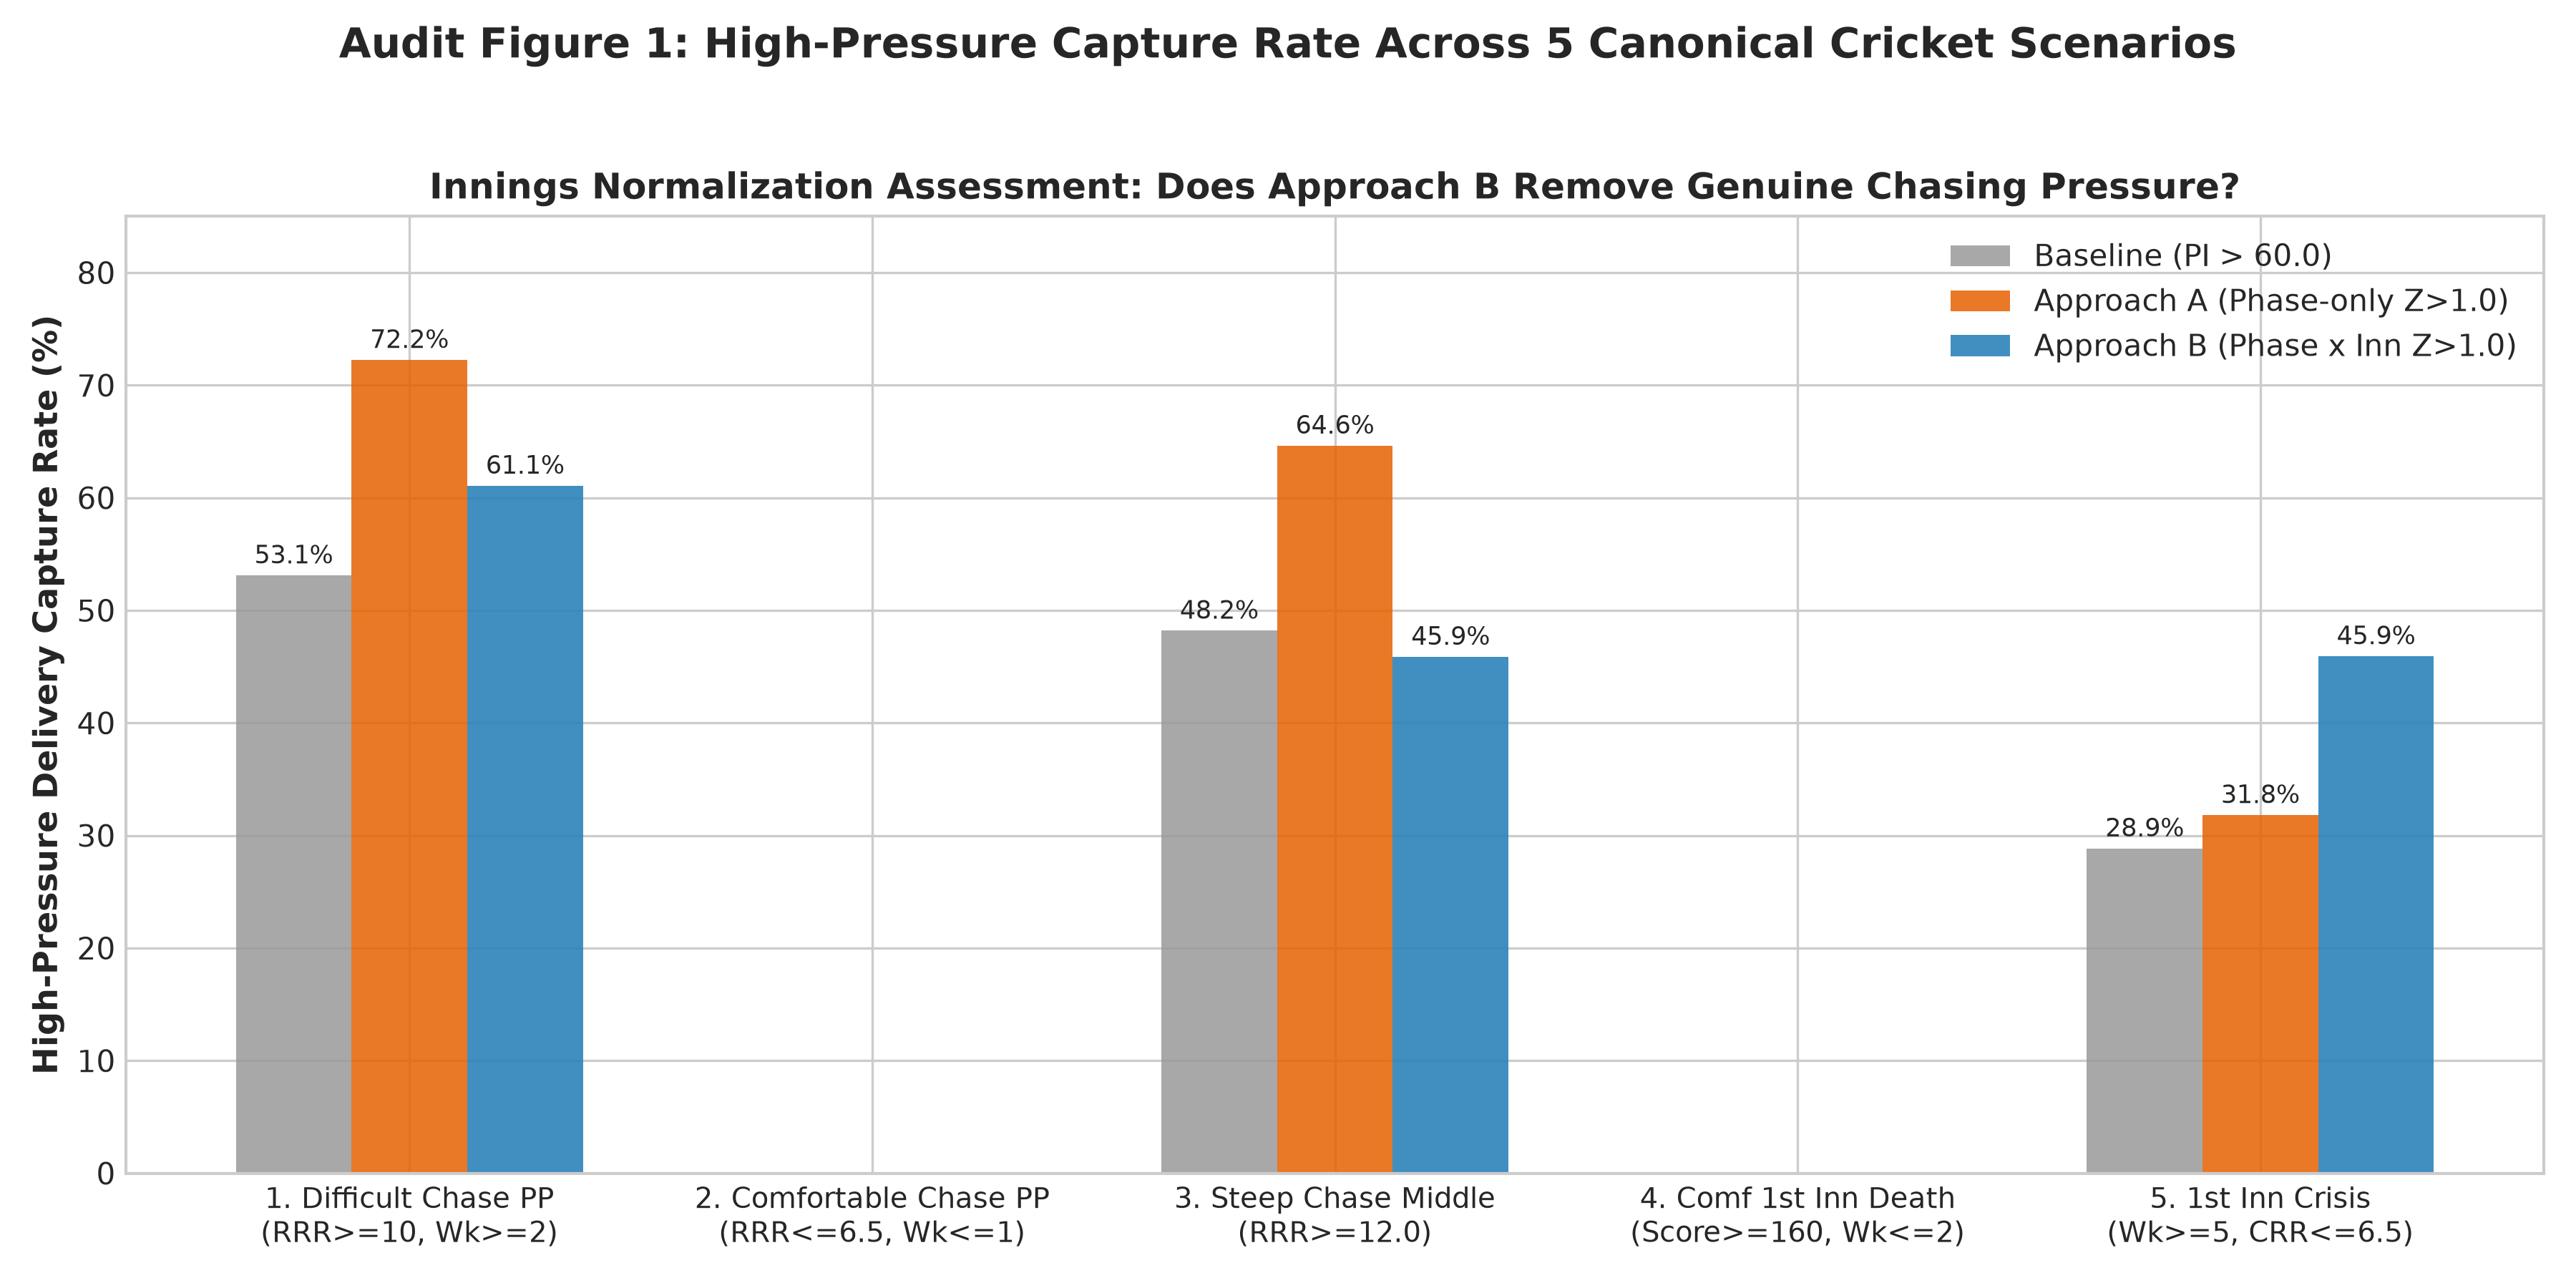 Audit Figure 1: High-Pressure Capture Rate Across 5 Canonical Cricket Scenarios
Innings Normalization Assessment: Does Approach B Remove Genuine Chasing Pressure?
High-Pressure Delivery Capture Rate (%)
80
70
60
50
40
30
20
10
0
Baseline (PI > 60.0)
Approach A (Phase-only Z>1.0)
Approach B (Phase x Inn Z>1.0)
53.1%
72.2%
61.1%
48.2%
64.6%
45.9%
28.9%
31.8%
45.9%
1. Difficult Chase PP
(RRR>=10, Wk>=2)
2. Comfortable Chase PP
(RRR<=6.5, Wk<=1)
3. Steep Chase Middle
(RRR>=12.0)
4. Comf 1st Inn Death
(Score>=160, Wk<=2)
5. 1st Inn Crisis
(Wk>=5, CRR<=6.5)